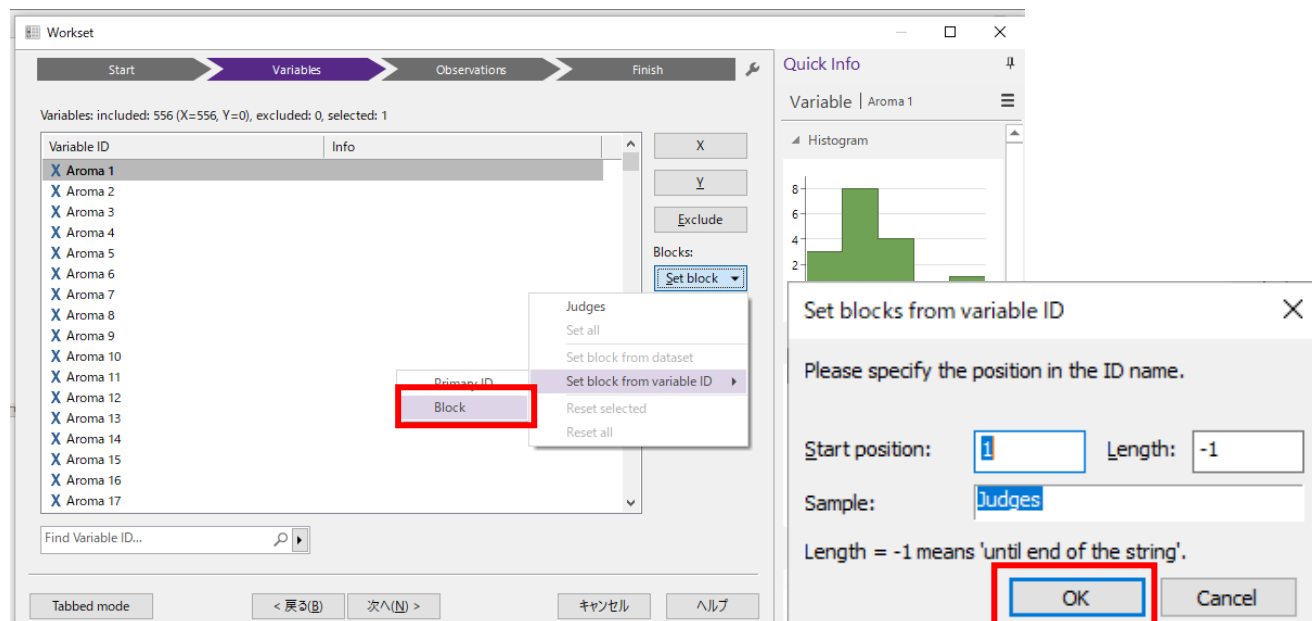 Workset
Start Variables Observations Finish
Variables: included: 556 (X=556, Y=0), excluded: 0, selected: 1
Variable ID Info
X Aroma 1
X Aroma 2
X Aroma 3
X Aroma 4
X Aroma 5
X Aroma 6
X Aroma 7
X Aroma 8
X Aroma 9
X Aroma 10
X Aroma 11
X Aroma 12
X Aroma 13
X Aroma 14
X Aroma 15
X Aroma 16
X Aroma 17
X
Y
Exclude
Blocks:
Set block
Judges
Set all
Set block from dataset
Set block from variable ID
Reset selected
Reset all
Primary ID
Block
Find Variable ID...
Tabbed mode < 戻る(B) 次へ(N) > キャンセル ヘルプ
Quick Info
Variable | Aroma 1
Histogram
8
6
4
2
Set blocks from variable ID
Please specify the position in the ID name.
Start position: 1 Length: -1
Sample: Judges
Length = -1 means 'until end of the string'.
OK Cancel